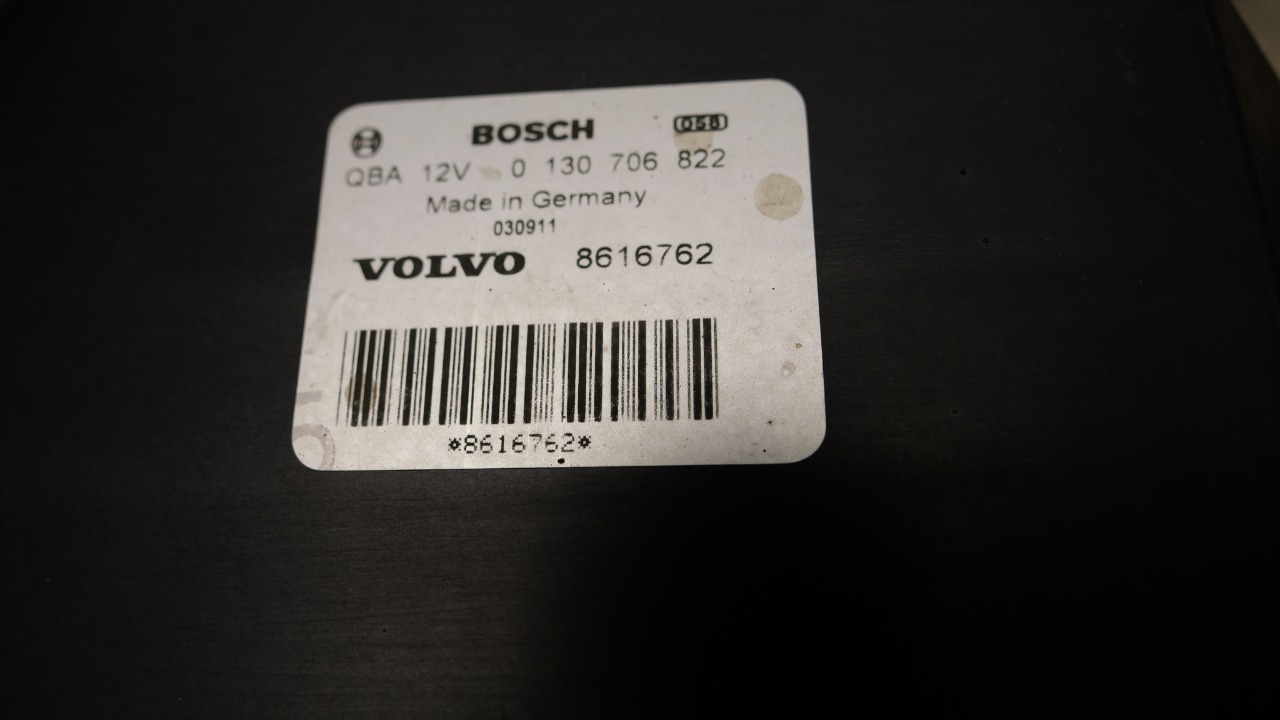 BOSCH 058
QBA 12V 0 130 706 822
Made in Germany
030911
VOLVO 8616762
*8616762*